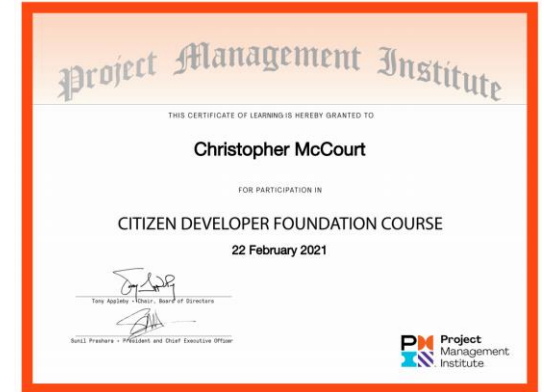 Project Management Institute
THIS CERTIFICATE OF LEARNING IS HEREBY GRANTED TO
Christopher McCourt
FOR PARTICIPATION IN
CITIZEN DEVELOPER FOUNDATION COURSE
22 February 2021
Tony Appleby - Chair, Board of Directors
Sunil Prashara - President and Chief Executive Officer
Project
Management
Institute